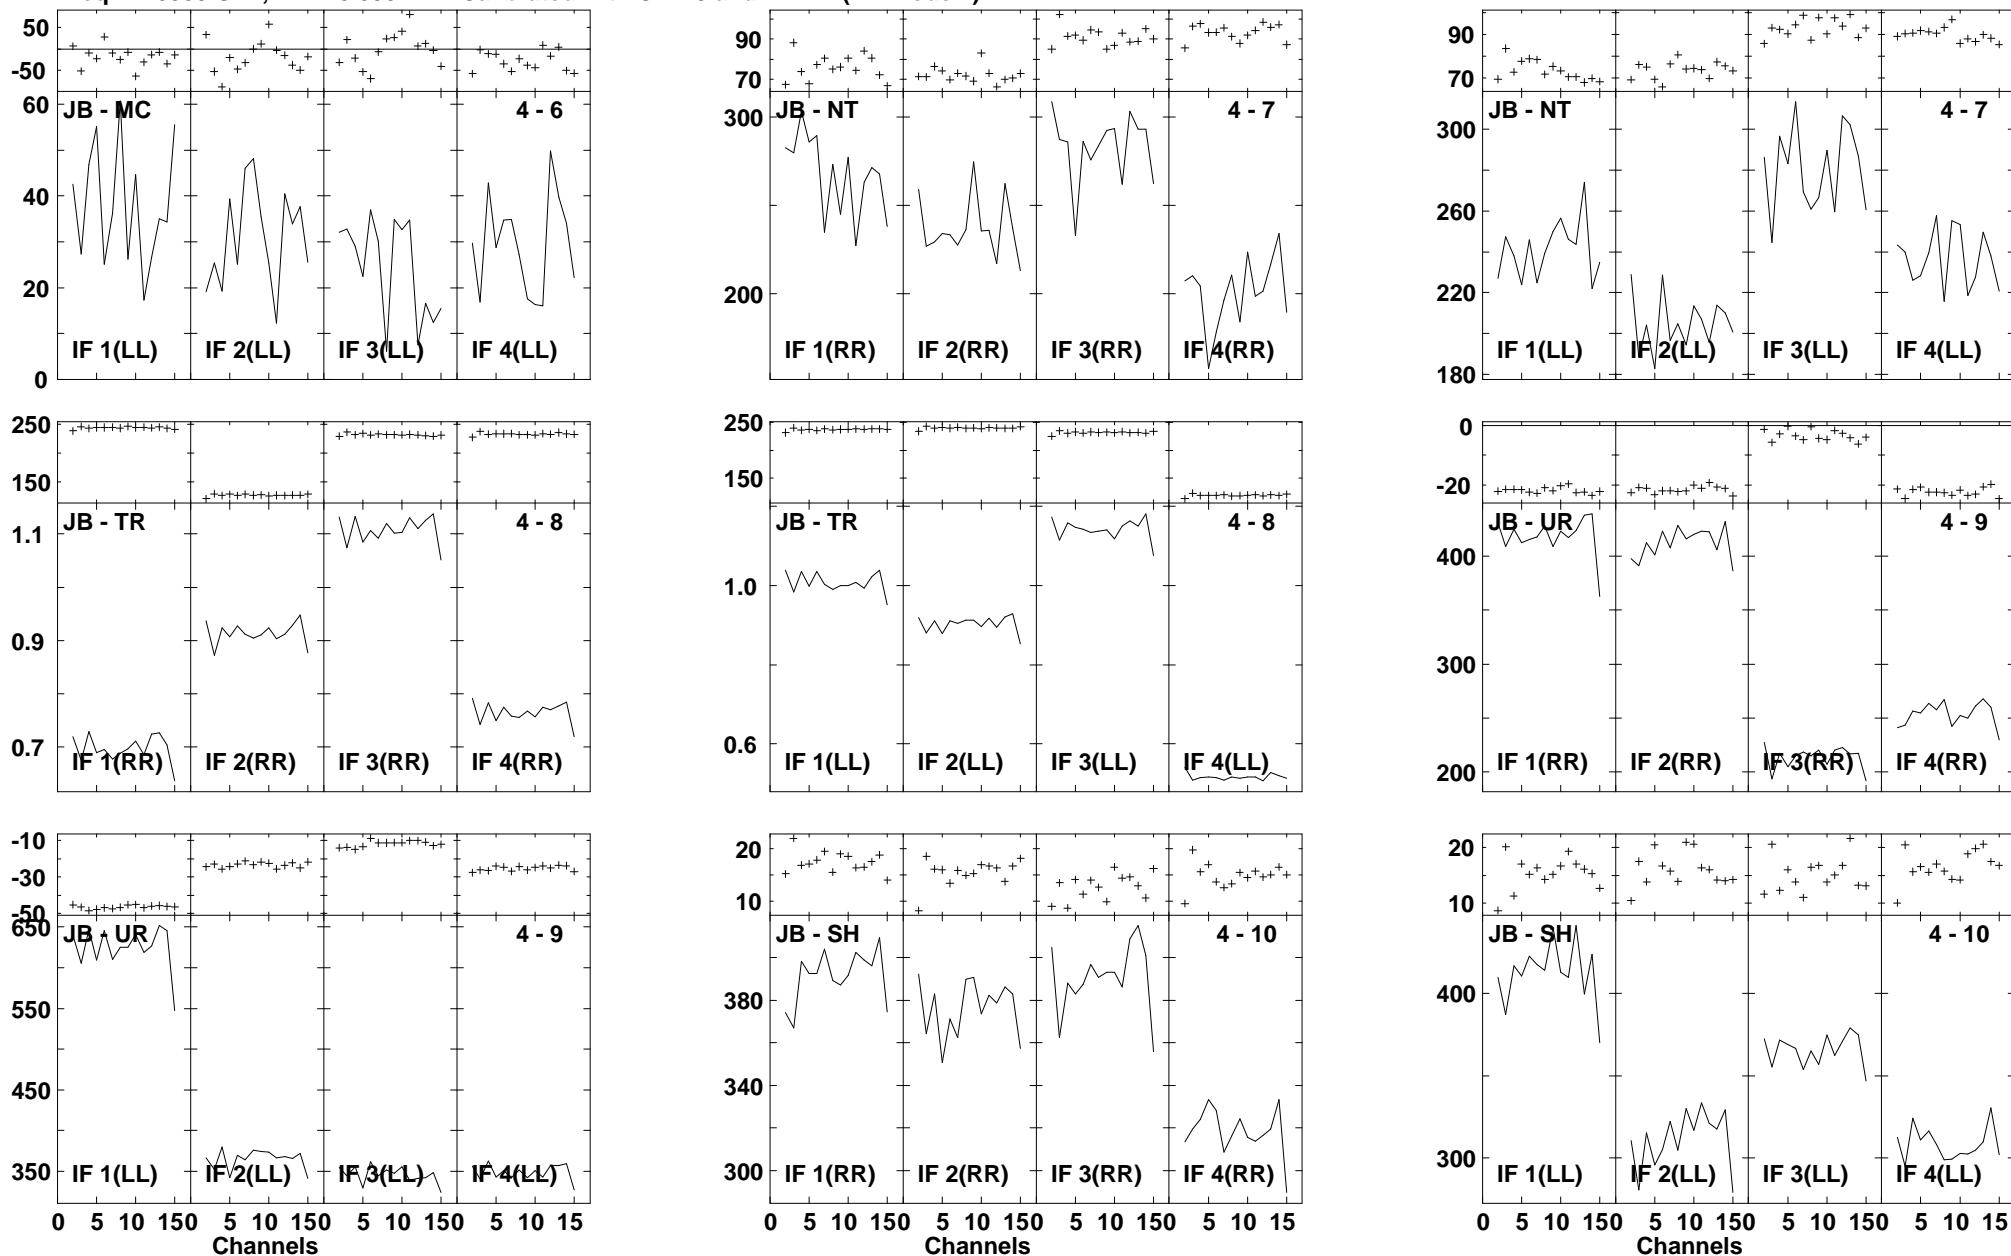 50
-50
60
40
20
0
JB - MC
4 - 6
IF 1(LL)
IF 2(LL)
IF 3(LL)
IF 4(LL)
90
70
300
200
JB - NT
4 - 7
IF 1(RR)
IF 2(RR)
IF 3(RR)
IF 4(RR)
90
70
300
260
220
180
JB - NT
4 - 7
IF 1(LL)
IF 2(LL)
IF 3(LL)
IF 4(LL)
250
150
1.1
0.9
0.7
JB - TR
4 - 8
IF 1(RR)
IF 2(RR)
IF 3(RR)
IF 4(RR)
250
150
1.0
0.6
JB - TR
4 - 8
IF 1(LL)
IF 2(LL)
IF 3(LL)
IF 4(LL)
0
-20
400
300
200
JB - UR
4 - 9
IF 1(RR)
IF 2(RR)
IF 3(RR)
IF 4(RR)
-10
-30
-50
650
550
450
350
JB - UR
4 - 9
IF 1(LL)
IF 2(LL)
IF 3(LL)
IF 4(LL)
0 5 10 150 5 10 150 5 10 150 5 10 15
Channels
20
10
380
340
300
JB - SH
4 - 10
IF 1(RR)
IF 2(RR)
IF 3(RR)
IF 4(RR)
0 5 10 150 5 10 150 5 10 150 5 10 15
Channels
20
10
400
300
JB - SH
4 - 10
IF 1(LL)
IF 2(LL)
IF 3(LL)
IF 4(LL)
0 5 10 150 5 10 150 5 10 150 5 10 15
Channels